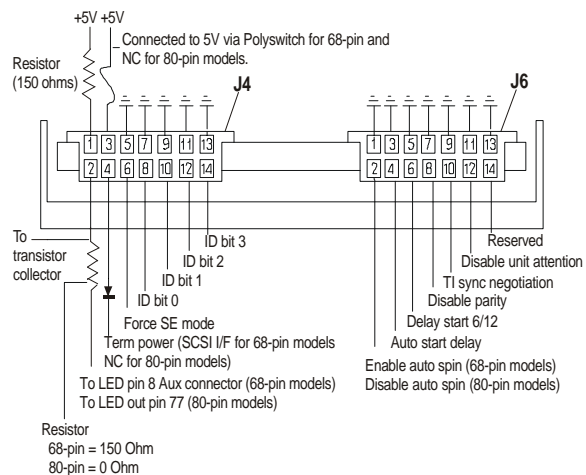 +5V +5V
Connected to 5V via Polyswitch for 68-pin and
NC for 80-pin models.
Resistor
(150 ohms)
J4
J6
1 3 5 7 9 11 13
2 4 6 8 10 12 14
1 3 5 7 9 11 13
2 4 6 8 10 12 14
To
transistor
collector
ID bit 3
ID bit 2
ID bit 1
ID bit 0
Force SE mode
Term power (SCSI I/F for 68-pin models
NC for 80-pin models)
To LED pin 8 Aux connector (68-pin models)
To LED out pin 77 (80-pin models)
Resistor
68-pin = 150 Ohm
80-pin = 0 Ohm
Reserved
Disable unit attention
TI sync negotiation
Disable parity
Delay start 6/12
Auto start delay
Enable auto spin (68-pin models)
Disable auto spin (80-pin models)